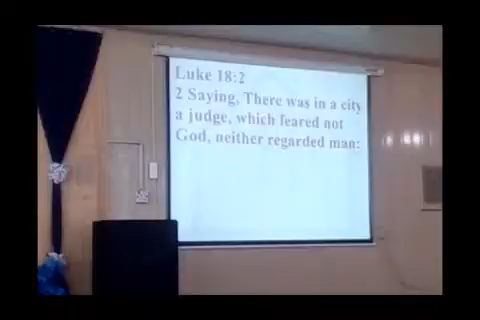 Luke 18:2
2 Saying, There was in a city
a judge, which feared not
God, neither regarded man: